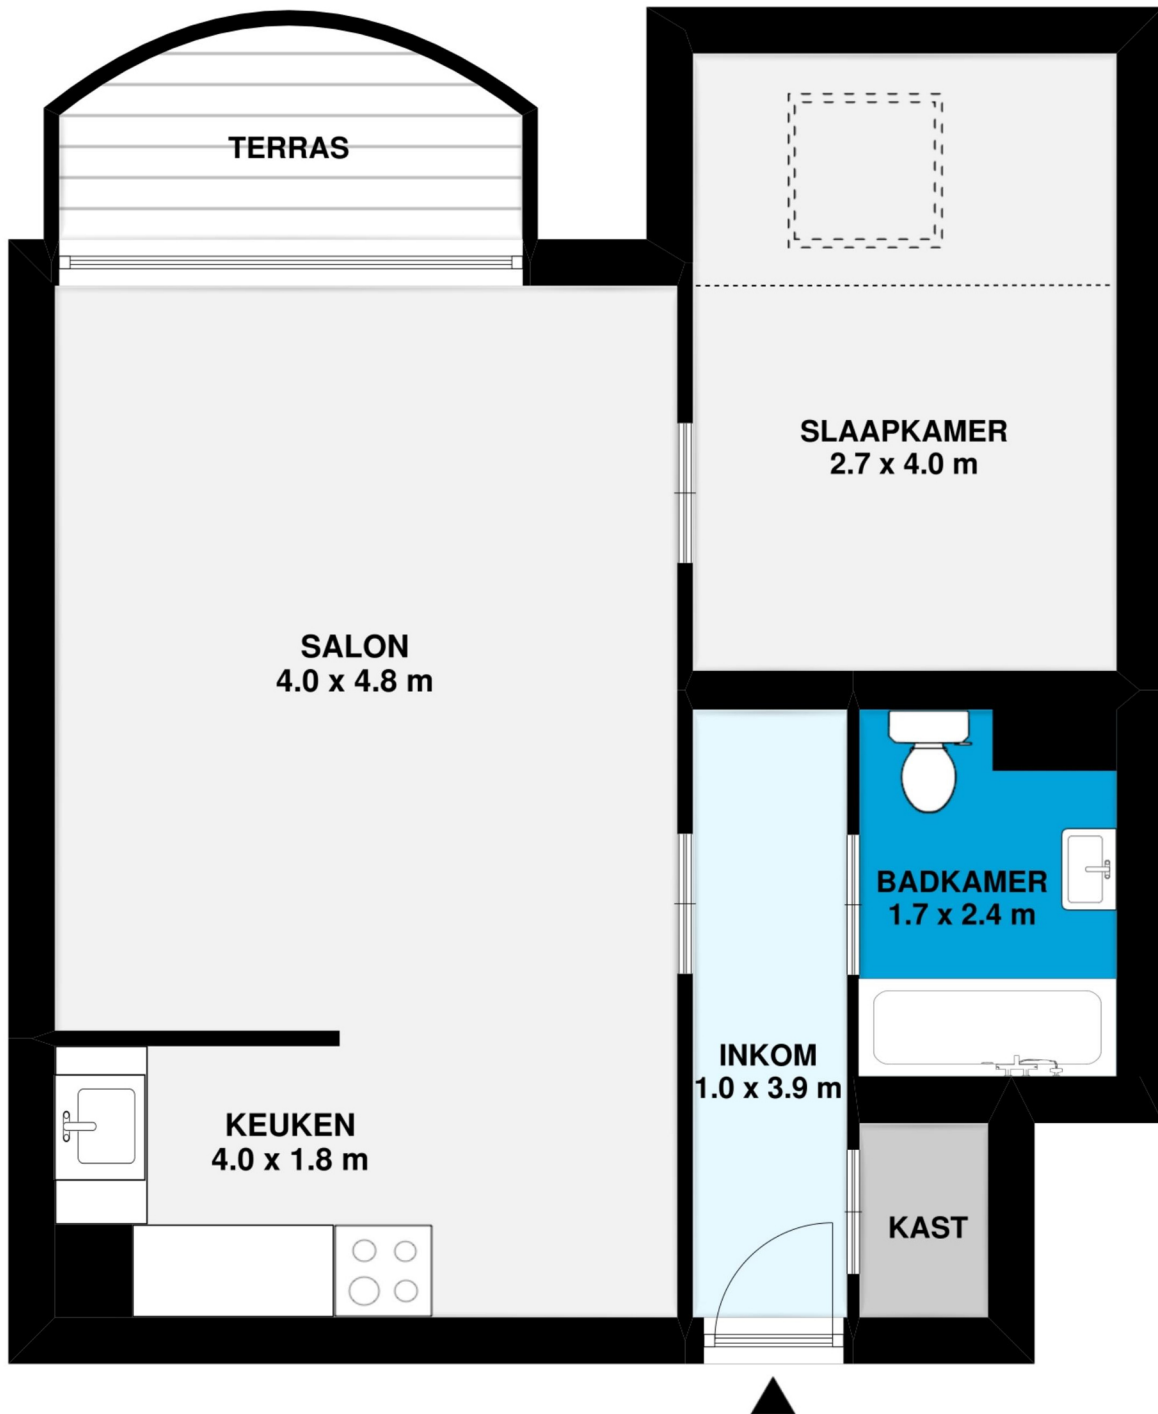 TERRAS
SLAAPKAMER
2.7 x 4.0 m
SALON
4.0 x 4.8 m
BADKAMER
1.7 x 2.4 m
INKOM
1.0 x 3.9 m
KEUKEN
4.0 x 1.8 m
KAST